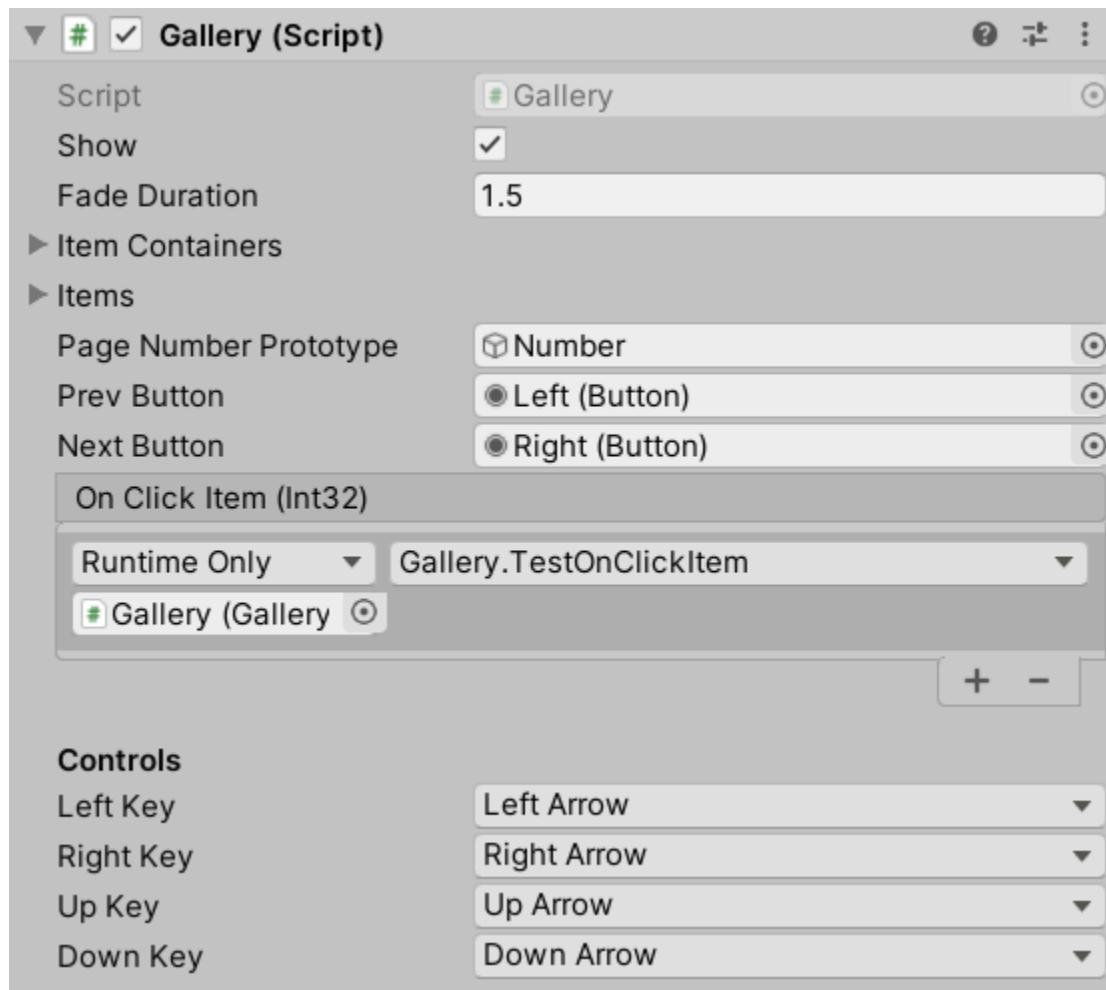 Gallery (Script)
Script Gallery
Show
Fade Duration 1.5
Item Containers
Items
Page Number Prototype Number
Prev Button Left (Button)
Next Button Right (Button)
On Click Item (Int32)
Runtime Only Gallery.TestOnClickItem
Gallery (Gallery
Controls
Left Key Left Arrow
Right Key Right Arrow
Up Key Up Arrow
Down Key Down Arrow